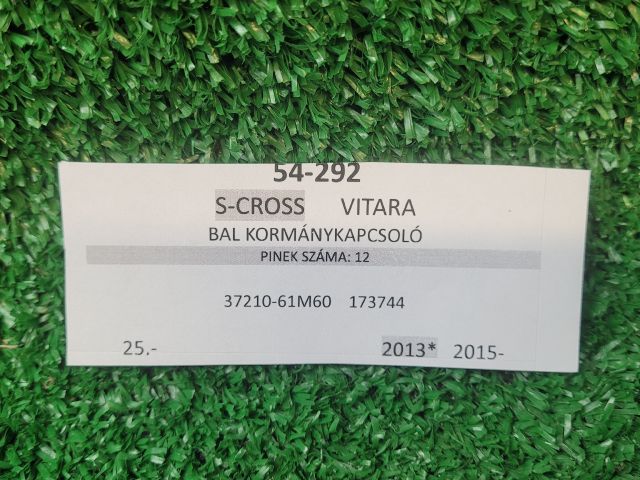 54-292
S-CROSS VITARA
BAL KORMÁNYKAPCSOLÓ
PINEK SZÁMA: 12
37210-61M60 173744
25.- 2013* 2015-